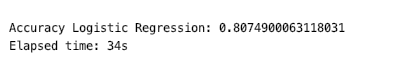 Accuracy Logistic Regression: 0.8074900063118031
Elapsed time: 34s